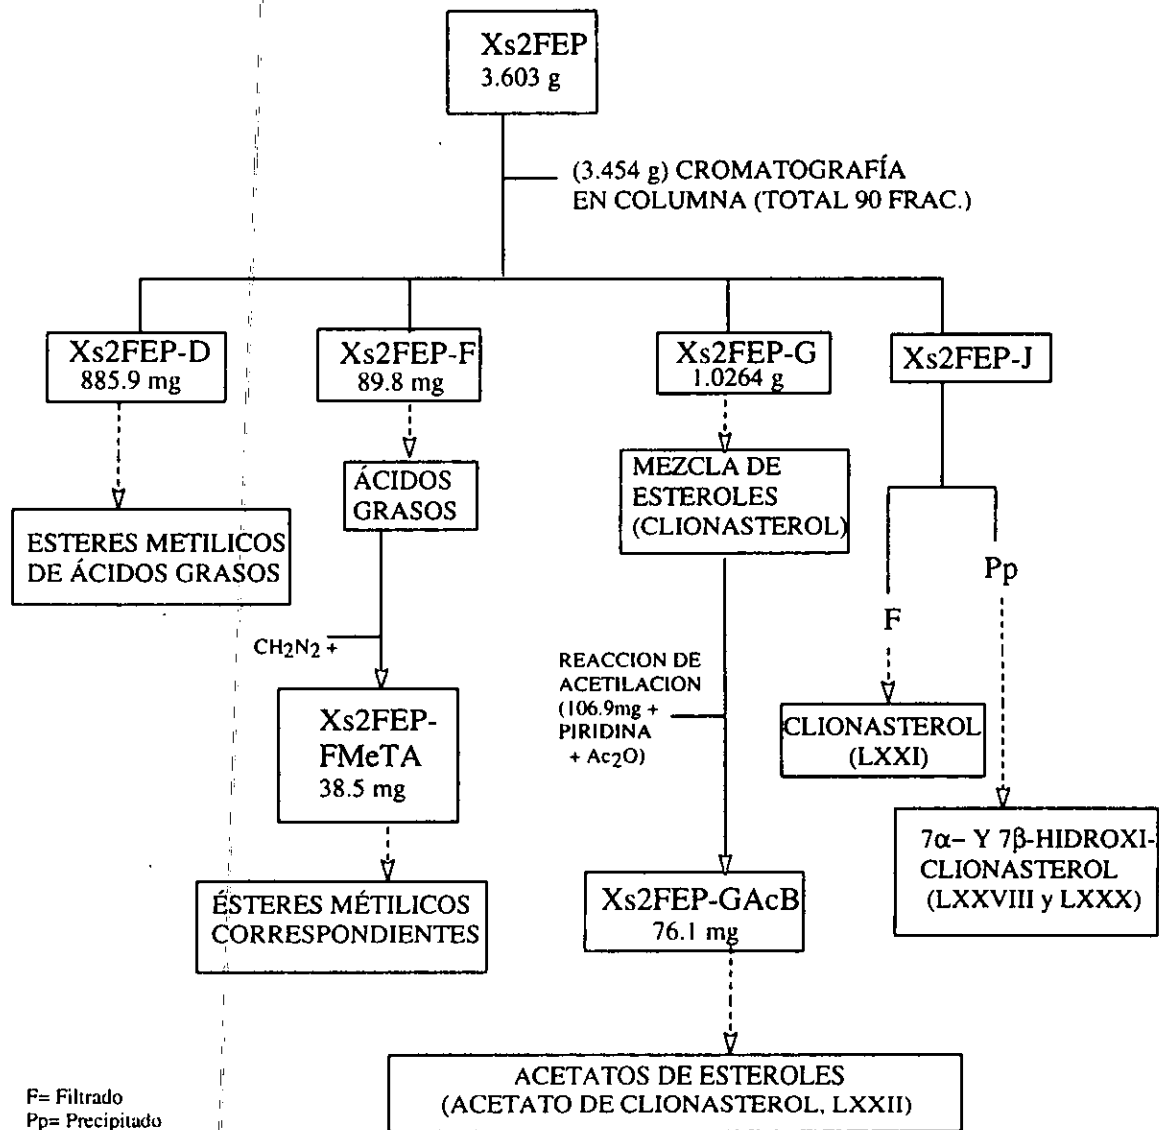 Xs2FEP
3.603 g
(3.454 g) CROMATOGRAFÍA
EN COLUMNA (TOTAL 90 FRAC.)
Xs2FEP-D
885.9 mg
Xs2FEP-F
89.8 mg
Xs2FEP-G
1.0264 g
Xs2FEP-J
ESTERES METILICOS
DE ÁCIDOS GRASOS
ÁCIDOS
GRASOS
MEZCLA DE
ESTEROLES
(CLIONASTEROL)
F
Pp
CH2N2 +
Xs2FEP-
FMeTA
38.5 mg
REACCION DE
ACETILACION
(106.9mg +
PIRIDINA
+ Ac2O)
CLIONASTEROL
(LXXI)
7α– Y 7β-HIDROXI-
CLIONASTEROL
(LXXVIII y LXXX)
ÉSTERES MÉTILICOS
CORRESPONDIENTES
Xs2FEP-GAcB
76.1 mg
ACETATOS DE ESTEROLES
(ACETATO DE CLIONASTEROL, LXXII)
F= Filtrado
Pp= Precipitado